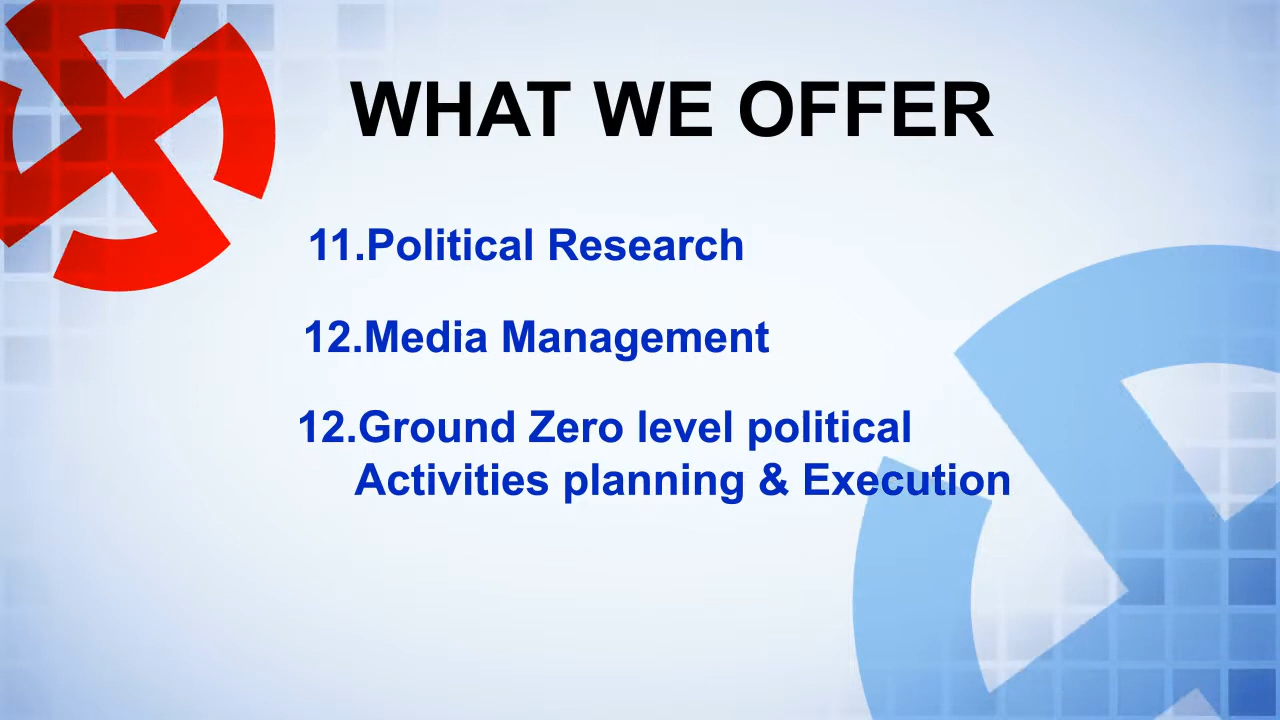 WHAT WE OFFER
11.Political Research
12.Media Management
12.Ground Zero level political
Activities planning & Execution